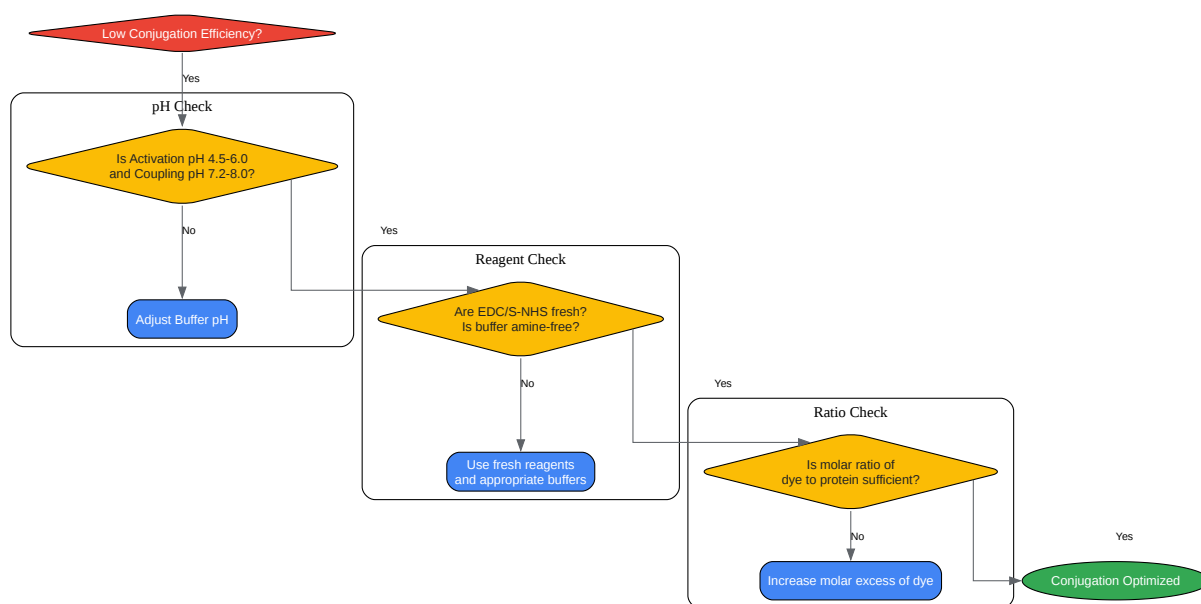 Low Conjugation Efficiency?
Yes
pH Check
Is Activation pH 4.5-6.0
and Coupling pH 7.2-8.0?
No
Adjust Buffer pH
Yes
Reagent Check
Are EDC/S-NHS fresh?
Is buffer amine-free?
No
Use fresh reagents
and appropriate buffers
Yes
Ratio Check
Is molar ratio of
dye to protein sufficient?
No
Increase molar excess of dye
Yes
Conjugation Optimized